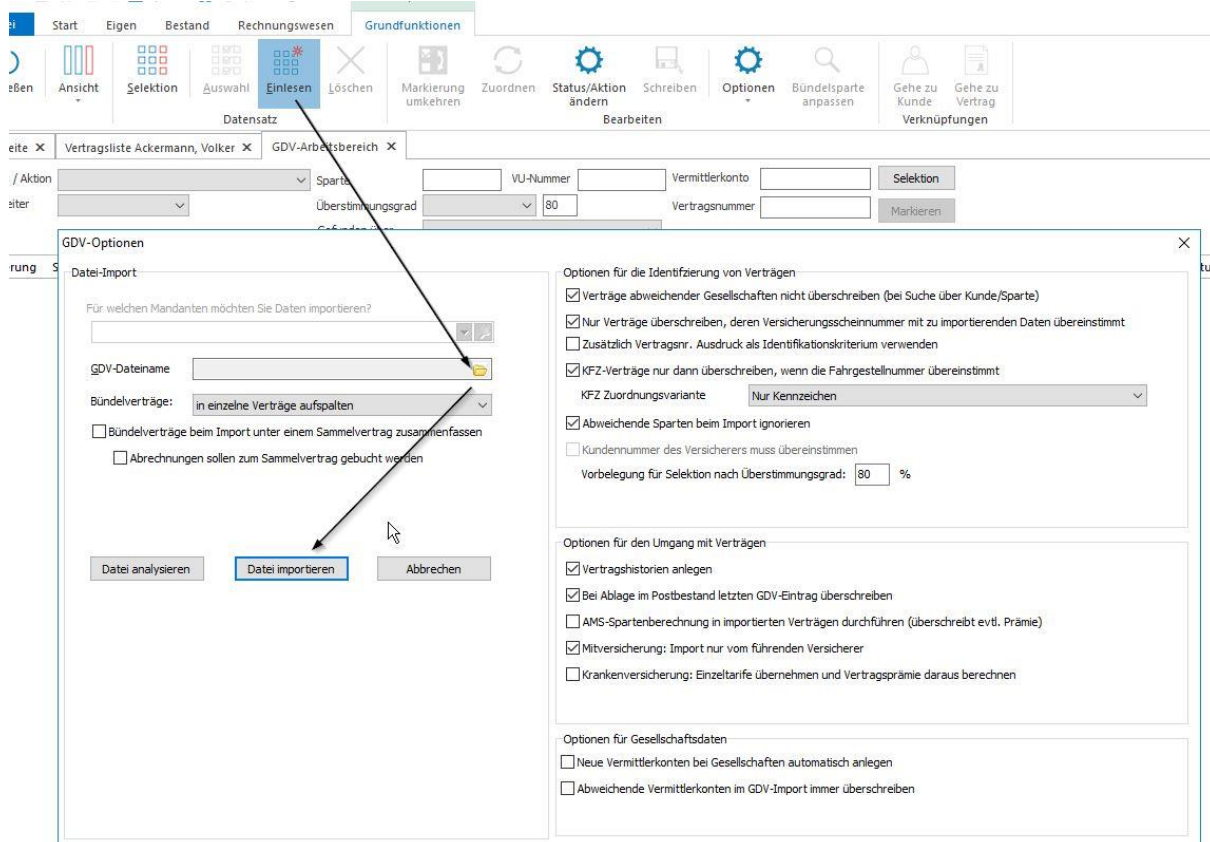 Start Eigen Bestand Rechnungswesen Grundfunktionen
Ansicht Selektion Auswahl Einlesen Löschen Markierung umkehren Zuordnen Status/Aktion ändern Schreiben Optionen Bündelsparte anpassen Gehe zu Kunde Gehe zu Vertrag
Datensatz Bearbeiten Verknüpfungen
eite X Vertragsliste Ackermann, Volker X GDV-Arbeitsbereich X
/ Aktion Sparte VU-Nummer Vermittlerkonto Selektion
eiter Überstimmungsgrad 80 Vertragsnummer Markieren
GDV-Optionen
Datei-Import
Für welchen Mandanten möchten Sie Daten importieren?
GDV-Dateiname
Bündelverträge: in einzelne Verträge aufspalten
Bündelverträge beim Import unter einem Sammelvertrag zusammenfassen
Abrechnungen sollen zum Sammelvertrag gebucht werden
Datei analysieren Datei importieren Abbrechen
Optionen für die Identifzierung von Verträgen
Verträge abweichender Gesellschaften nicht überschreiben (bei Suche über Kunde/Sparte)
Nur Verträge überschreiben, deren Versicherungsscheinnummer mit zu importierenden Daten übereinstimmt
Zusätzlich Vertragsnr. Ausdruck als Identifikationskriterium verwenden
KFZ-Verträge nur dann überschreiben, wenn die Fahrgestellnummer übereinstimmt
KFZ Zuordnungsvariante Nur Kennzeichen
Abweichende Sparten beim Import ignorieren
Kundennummer des Versicherers muss übereinstimmen
Vorbelegung für Selektion nach Überstimmungsgrad: 80 %
Optionen für den Umgang mit Verträgen
Vertragshistorien anlegen
Bei Ablage im Postbestand letzten GDV-Eintrag überschreiben
AMS-Spartenberechnung in importierten Verträgen durchführen (überschreibt evtl. Prämie)
Mitversicherung: Import nur vom führenden Versicherer
Krankenversicherung: Einzeltarife übernehmen und Vertragsprämie daraus berechnen
Optionen für Gesellschaftsdaten
Neue Vermittlerkonten bei Gesellschaften automatisch anlegen
Abweichende Vermittlerkonten im GDV-Import immer überschreiben